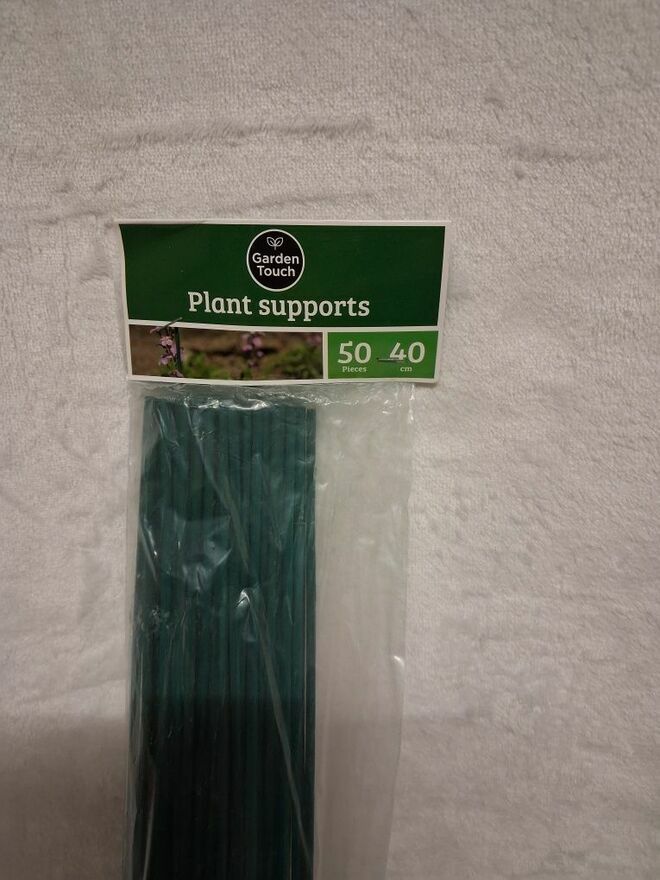 Garden
Touch
Plant supports
50 40
Pieces cm